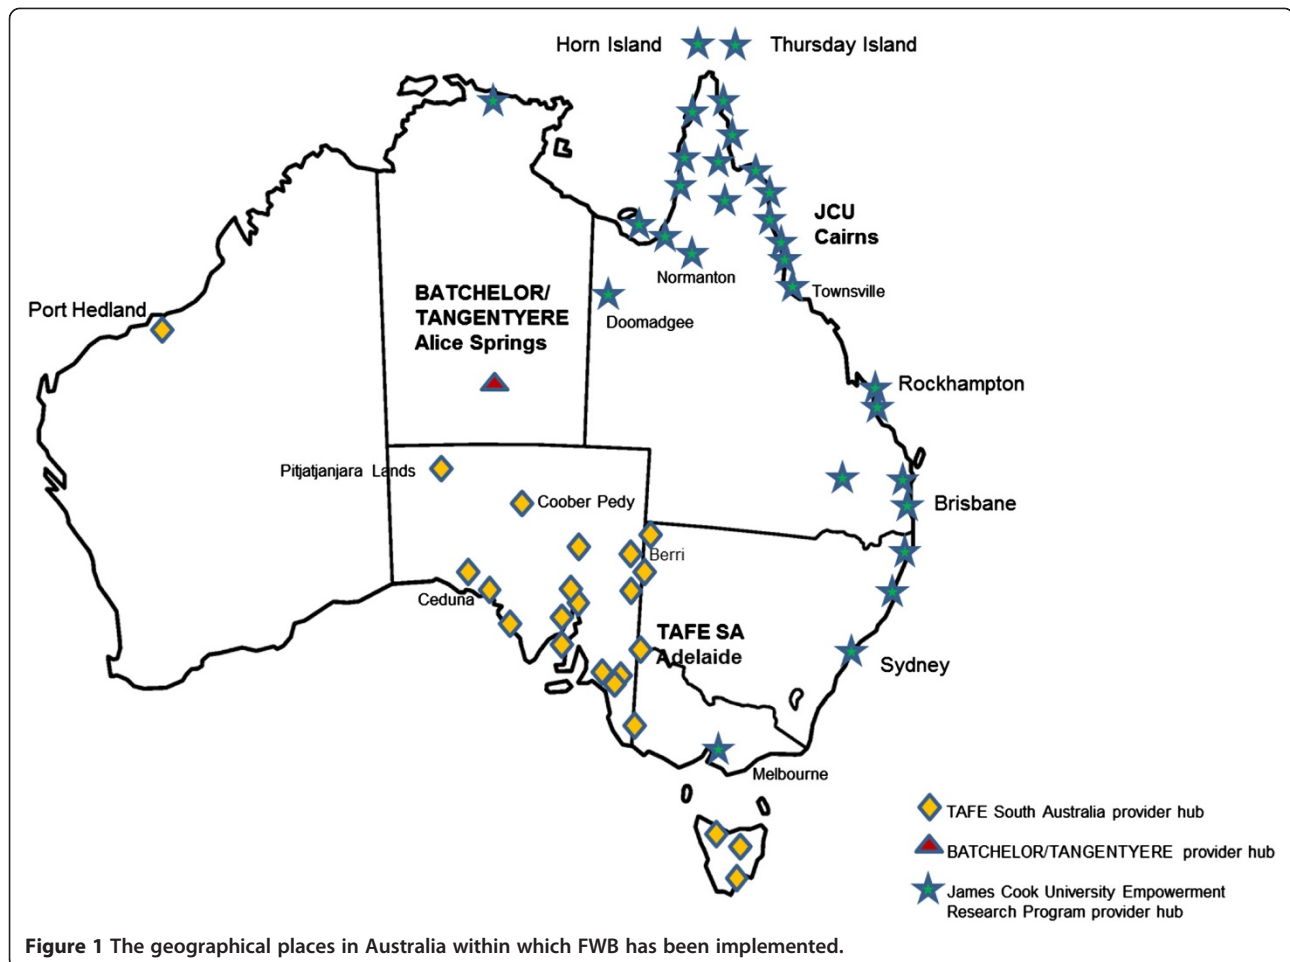 Horn Island
Thursday Island
JCU
Cairns
Normanton
Townsville
Port Hedland
BATCHELOR/
TANGENTYERE
Alice Springs
Doomadgee
Rockhampton
Pitjatjanjara Lands
Coober Pedy
Brisbane
Berri
Ceduna
TAFE SA
Adelaide
Sydney
Melbourne
TAFE South Australia provider hub
BATCHELOR/TANGENTYERE provider hub
James Cook University Empowerment
Research Program provider hub
Figure 1 The geographical places in Australia within which FWB has been implemented.